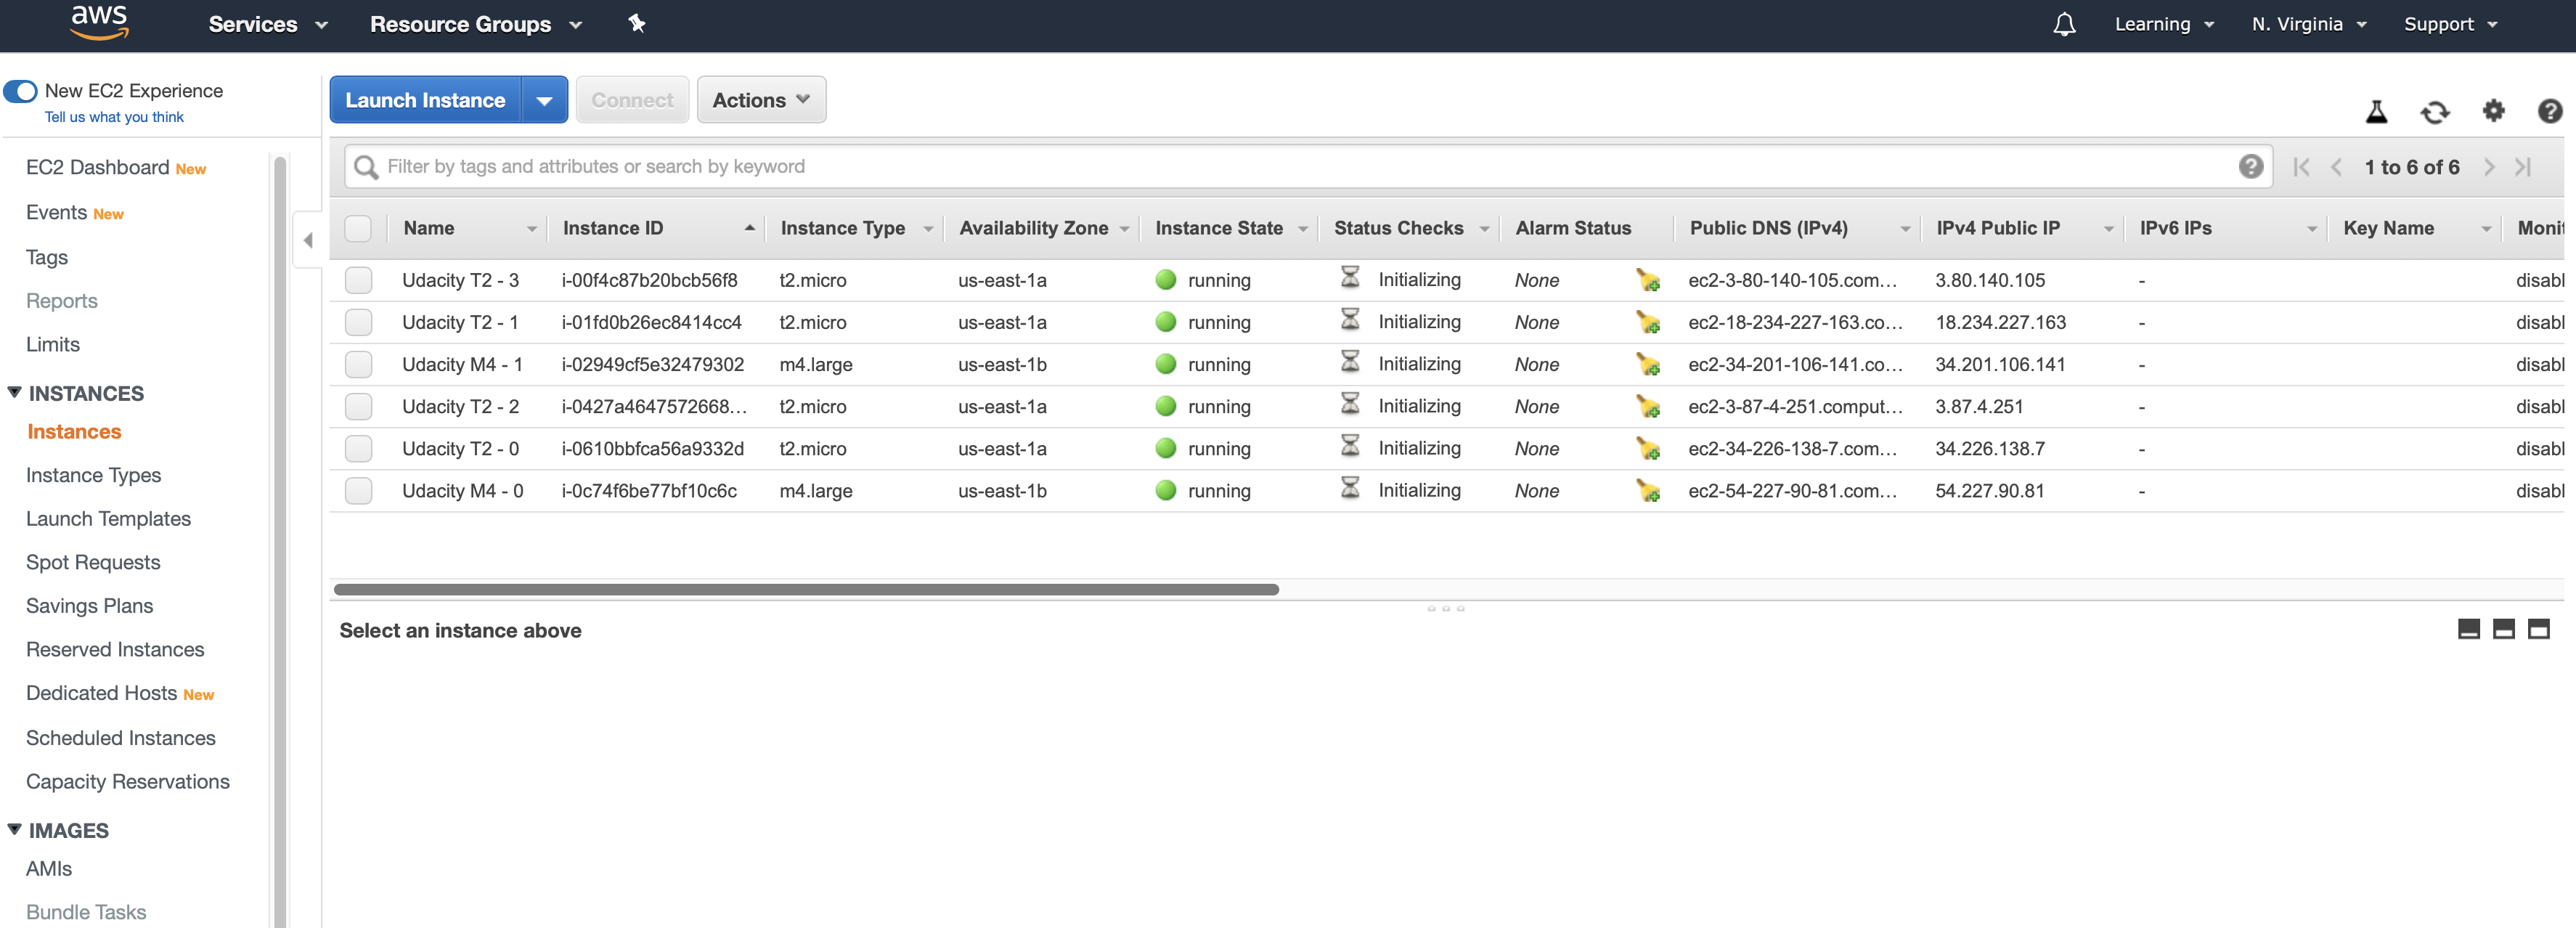 aws Services Resource Groups Learning N. Virginia Support
New EC2 Experience
Tell us what you think
Launch Instance Connect Actions
EC2 Dashboard New
Events New
Tags
Reports
Limits
INSTANCES
Instances
Instance Types
Launch Templates
Spot Requests
Savings Plans
Reserved Instances
Dedicated Hosts New
Scheduled Instances
Capacity Reservations
IMAGES
AMIs
Bundle Tasks
Filter by tags and attributes or search by keyword 1 to 6 of 6
Name Instance ID Instance Type Availability Zone Instance State Status Checks Alarm Status Public DNS (IPv4) IPv4 Public IP IPv6 IPs Key Name Monit
Udacity T2 - 3 i-00f4c87b20bcb56f8 t2.micro us-east-1a running Initializing None ec2-3-80-140-105.com... 3.80.140.105 - disabl
Udacity T2 - 1 i-01fd0b26ec8414cc4 t2.micro us-east-1a running Initializing None ec2-18-234-227-163.co... 18.234.227.163 - disabl
Udacity M4 - 1 i-02949cf5e32479302 m4.large us-east-1b running Initializing None ec2-34-201-106-141.co... 34.201.106.141 - disabl
Udacity T2 - 2 i-0427a4647572668... t2.micro us-east-1a running Initializing None ec2-3-87-4-251.comput... 3.87.4.251 - disabl
Udacity T2 - 0 i-0610bbfca56a9332d t2.micro us-east-1a running Initializing None ec2-34-226-138-7.com... 34.226.138.7 - disabl
Udacity M4 - 0 i-0c74f6be77bf10c6c m4.large us-east-1b running Initializing None ec2-54-227-90-81.com... 54.227.90.81 - disabl
Select an instance above